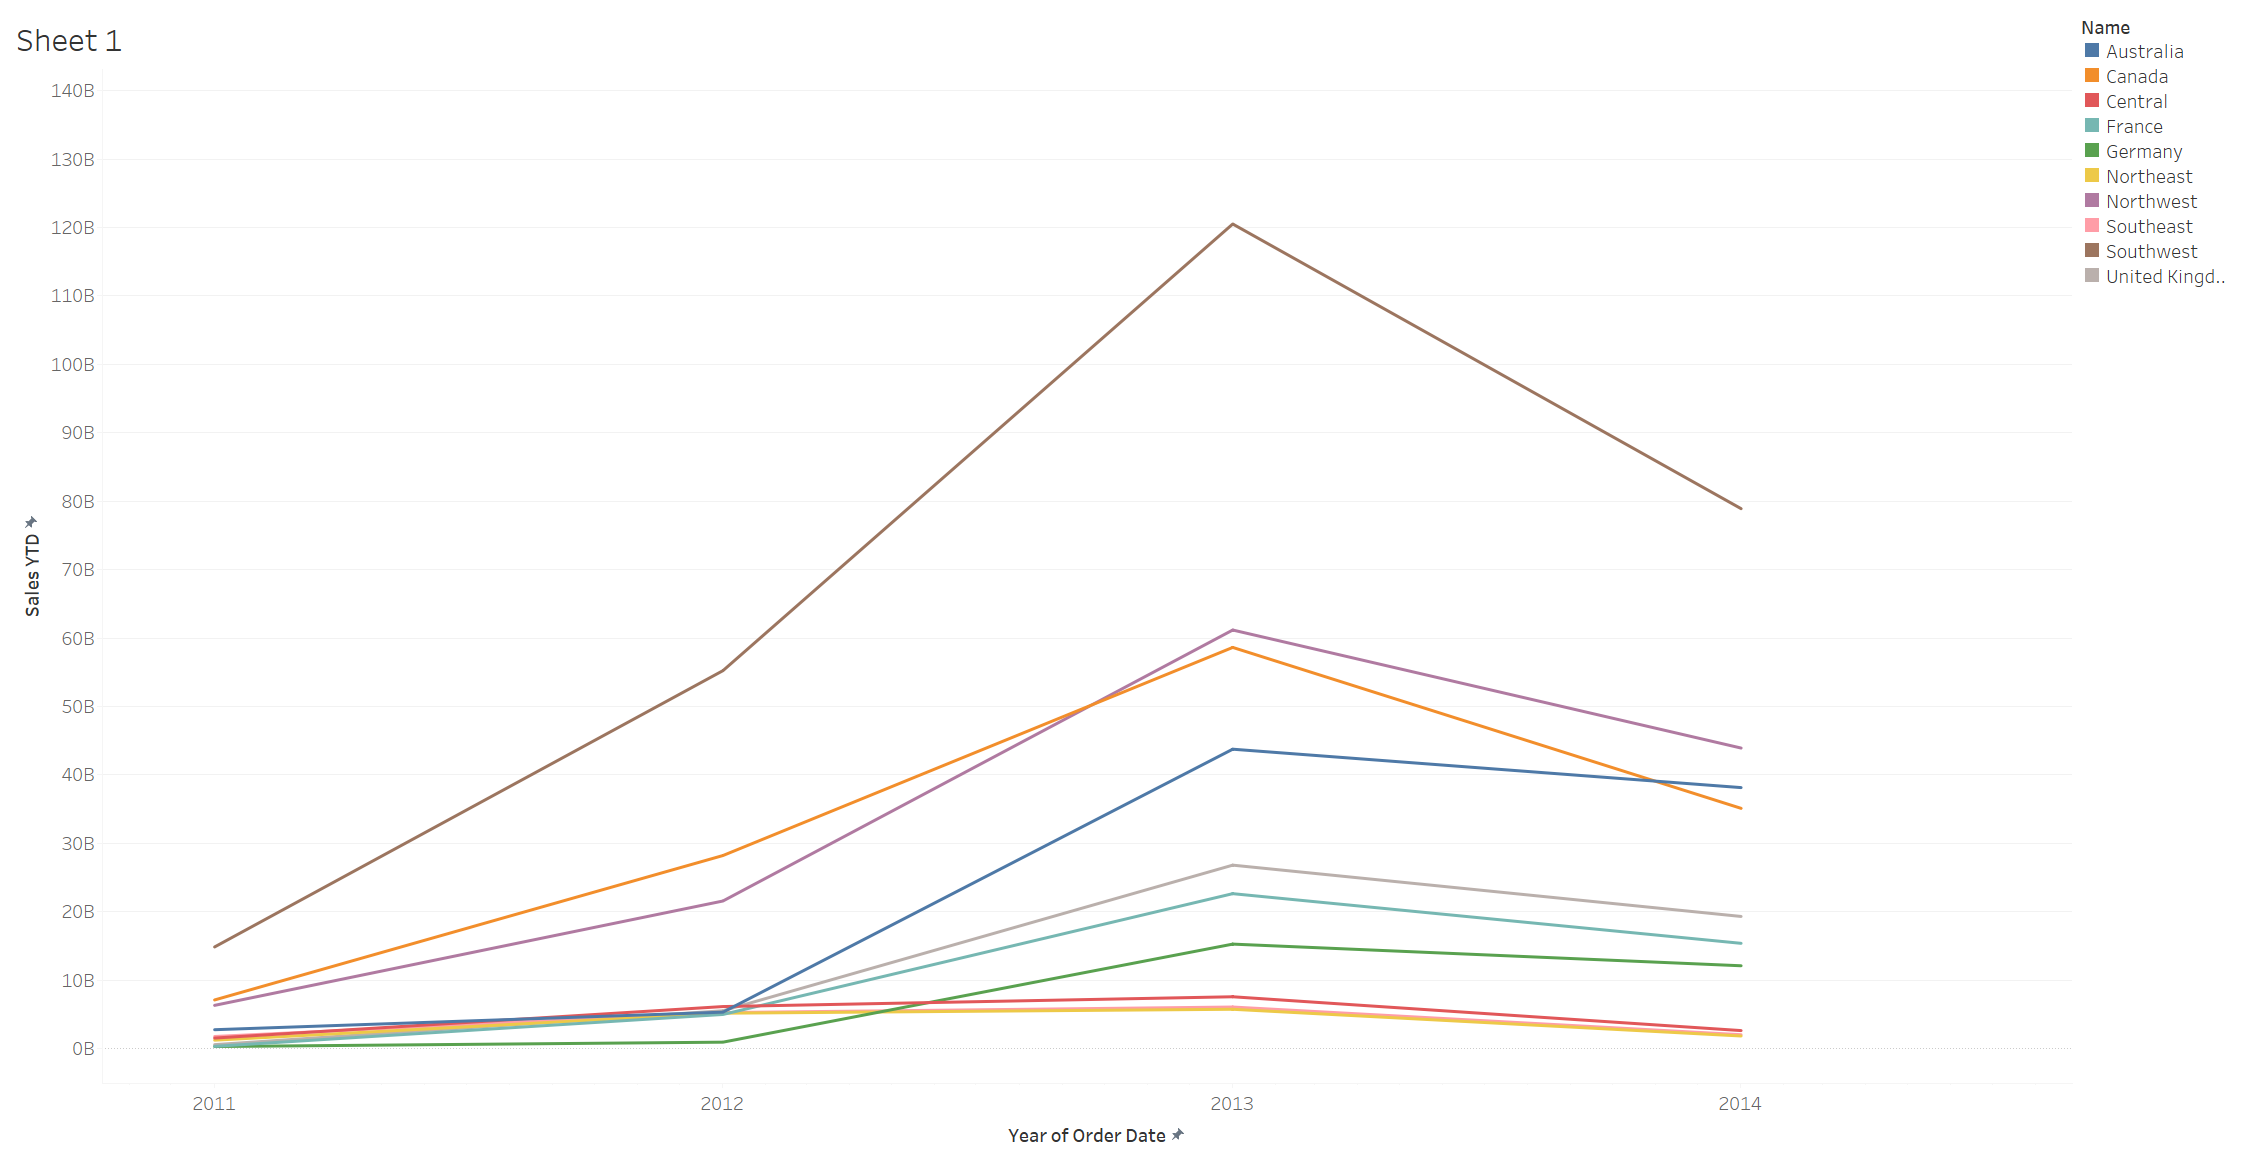 Sheet 1
Name
Australia
Canada
Central
France
Germany
Northeast
Northwest
Southeast
Southwest
United Kingd..
140B
130B
120B
110B
100B
90B
80B
70B
60B
50B
40B
30B
20B
10B
0B
Sales YTD
2011 2012 2013 2014
Year of Order Date